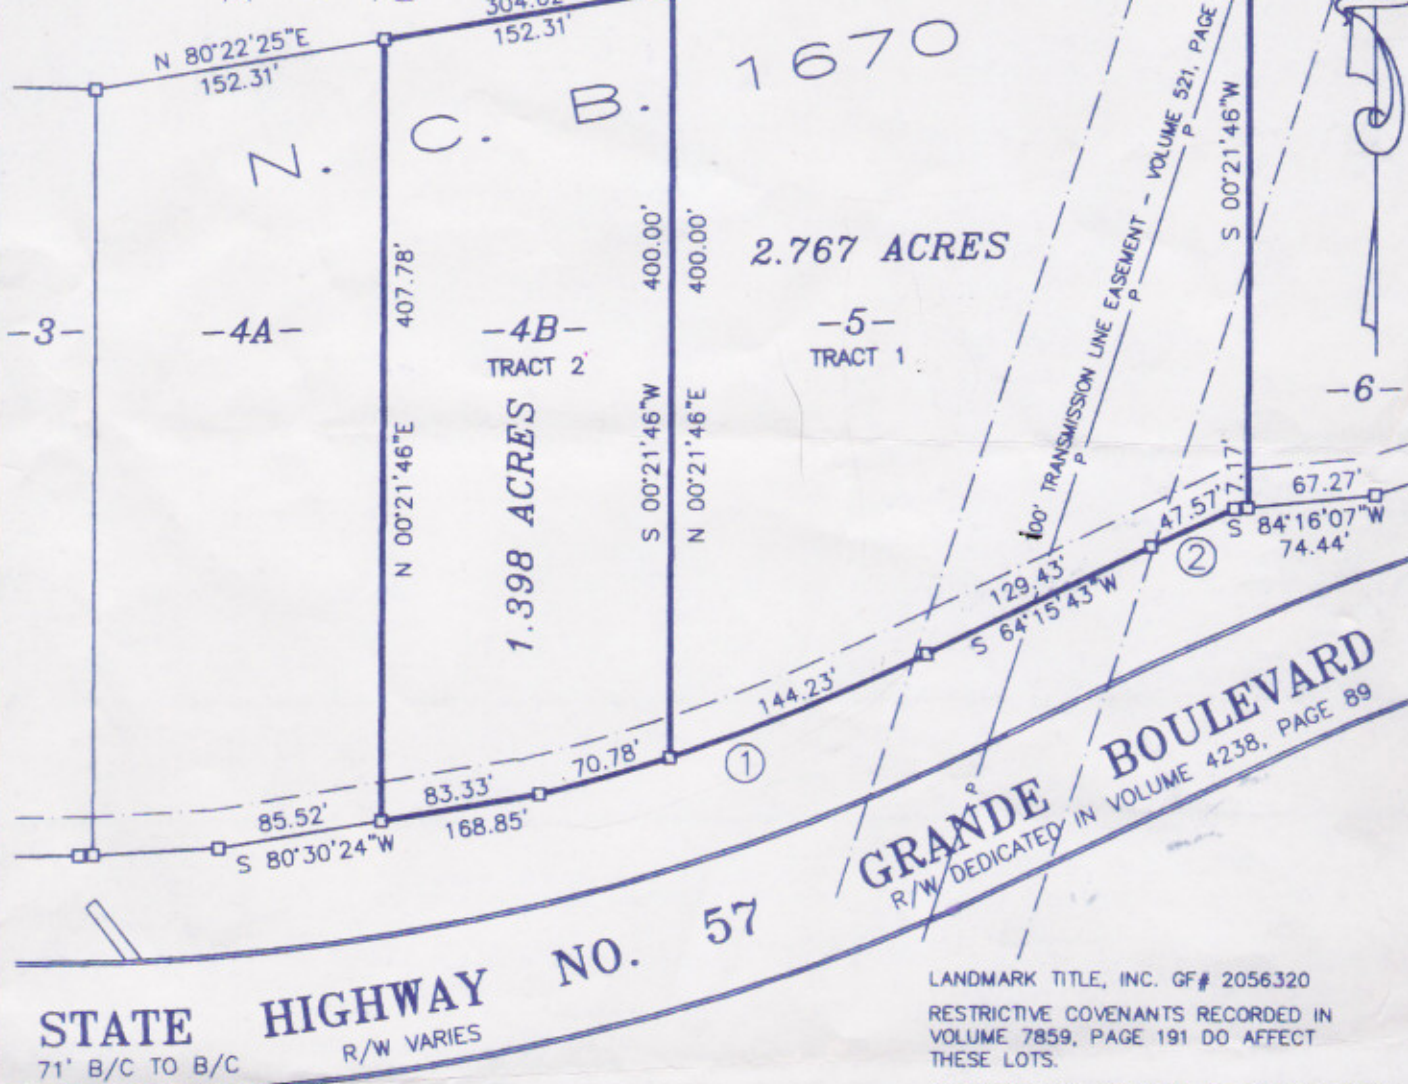 304.62'
N 80°22'25"E
152.31'
152.31'
N. C. B. 1670
100' TRANSMISSION LINE EASEMENT - VOLUME 521, PAGE
P
P
P
P
S 00°21'46"W
407.78'
N 00°21'46"E
400.00'
S 00°21'46"W
400.00'
N 00°21'46"E
2.767 ACRES
-3-
-4A-
-4B-
TRACT 2
1.398 ACRES
-5-
TRACT 1
-6-
7.17'
67.27'
S 84°16'07"W
74.44'
47.57'
2
129.43'
S 64°15'43"W
144.23'
1
70.78'
83.33'
168.85'
85.52'
S 80°30'24"W
STATE HIGHWAY NO. 57
71' B/C TO B/C
R/W VARIES
GRANDE BOULEVARD
R/W DEDICATED IN VOLUME 4238, PAGE 89
LANDMARK TITLE, INC. GF# 2056320
RESTRICTIVE COVENANTS RECORDED IN
VOLUME 7859, PAGE 191 DO AFFECT
THESE LOTS.